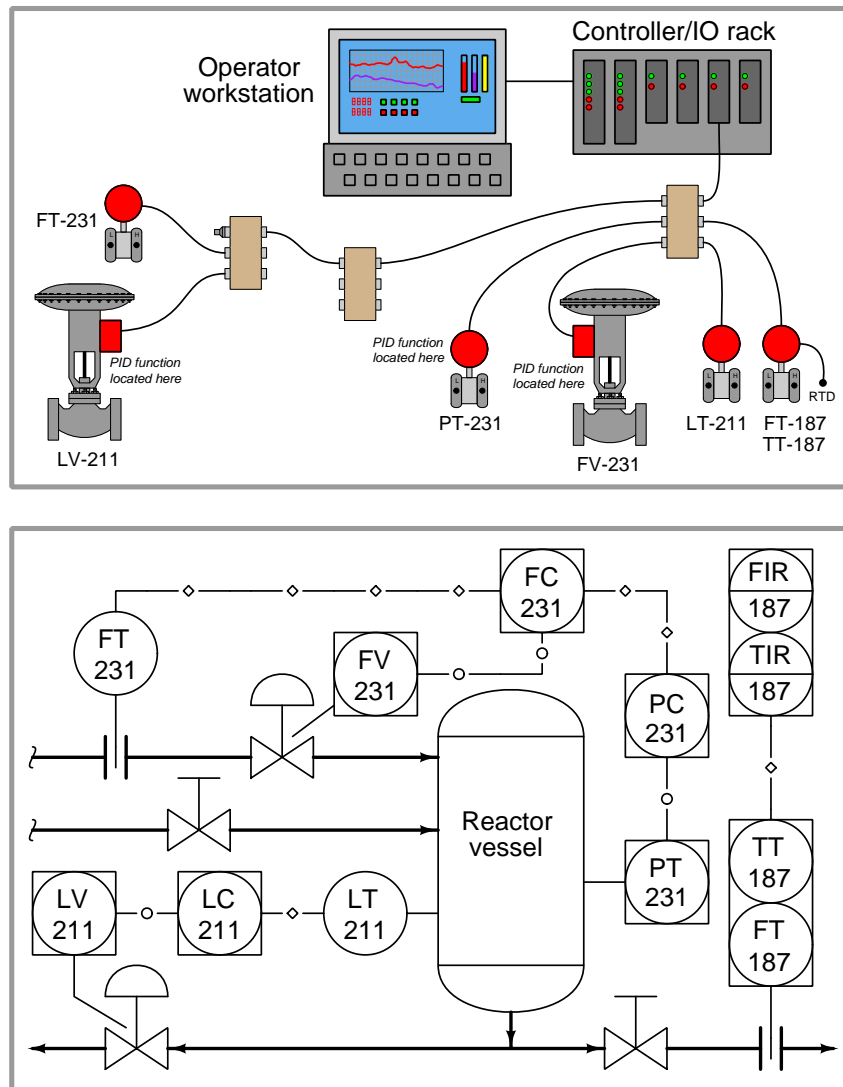 Operator
workstation
Controller/IO rack
FT-231
L H
PID function
located here
LV-211
PID function
located here
L H
PT-231
PID function
located here
FV-231
L H
LT-211
L H
RTD
FT-187
TT-187
FC
231
FIR
187
FT
231
FV
231
TIR
187
PC
231
Reactor
vessel
LV
211
LC
211
LT
211
PT
231
TT
187
FT
187